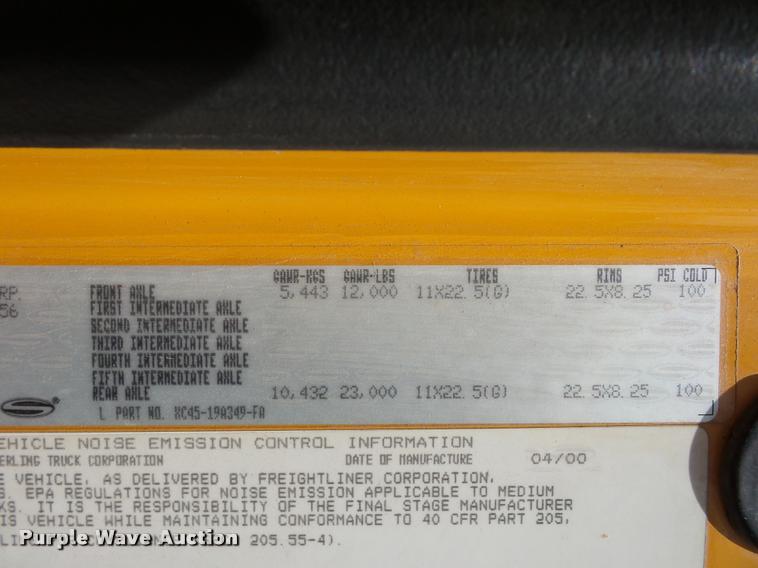 GAWR-KGS GAWR-LBS TIRES RIMS PSI COLD
RP. FRONT AXLE 5,443 12,000 11X22.5(G) 22.5X8.25 100
56 FIRST INTERMEDIATE AXLE
SECOND INTERMEDIATE AXLE
THIRD INTERMEDIATE AXLE
FOURTH INTERMEDIATE AXLE
FIFTH INTERMEDIATE AXLE
REAR AXLE 10,432 23,000 11X22.5(G) 22.5X8.25 100
L PART NO. XC45-19A349-FA
EHICLE NOISE EMISSION CONTROL INFORMATION
ERLING TRUCK CORPORATION DATE OF MANUFACTURE 04/00
E VEHICLE, AS DELIVERED BY FREIGHTLINER CORPORATION,
S. EPA REGULATIONS FOR NOISE EMISSION APPLICABLE TO MEDIUM
KS. IT IS THE RESPONSIBILITY OF THE FINAL STAGE MANUFACTURER
IS VEHICLE WHILE MAINTAINING CONFORMANCE TO 40 CFR PART 205,
205.55-4).
Purple Wave Auction